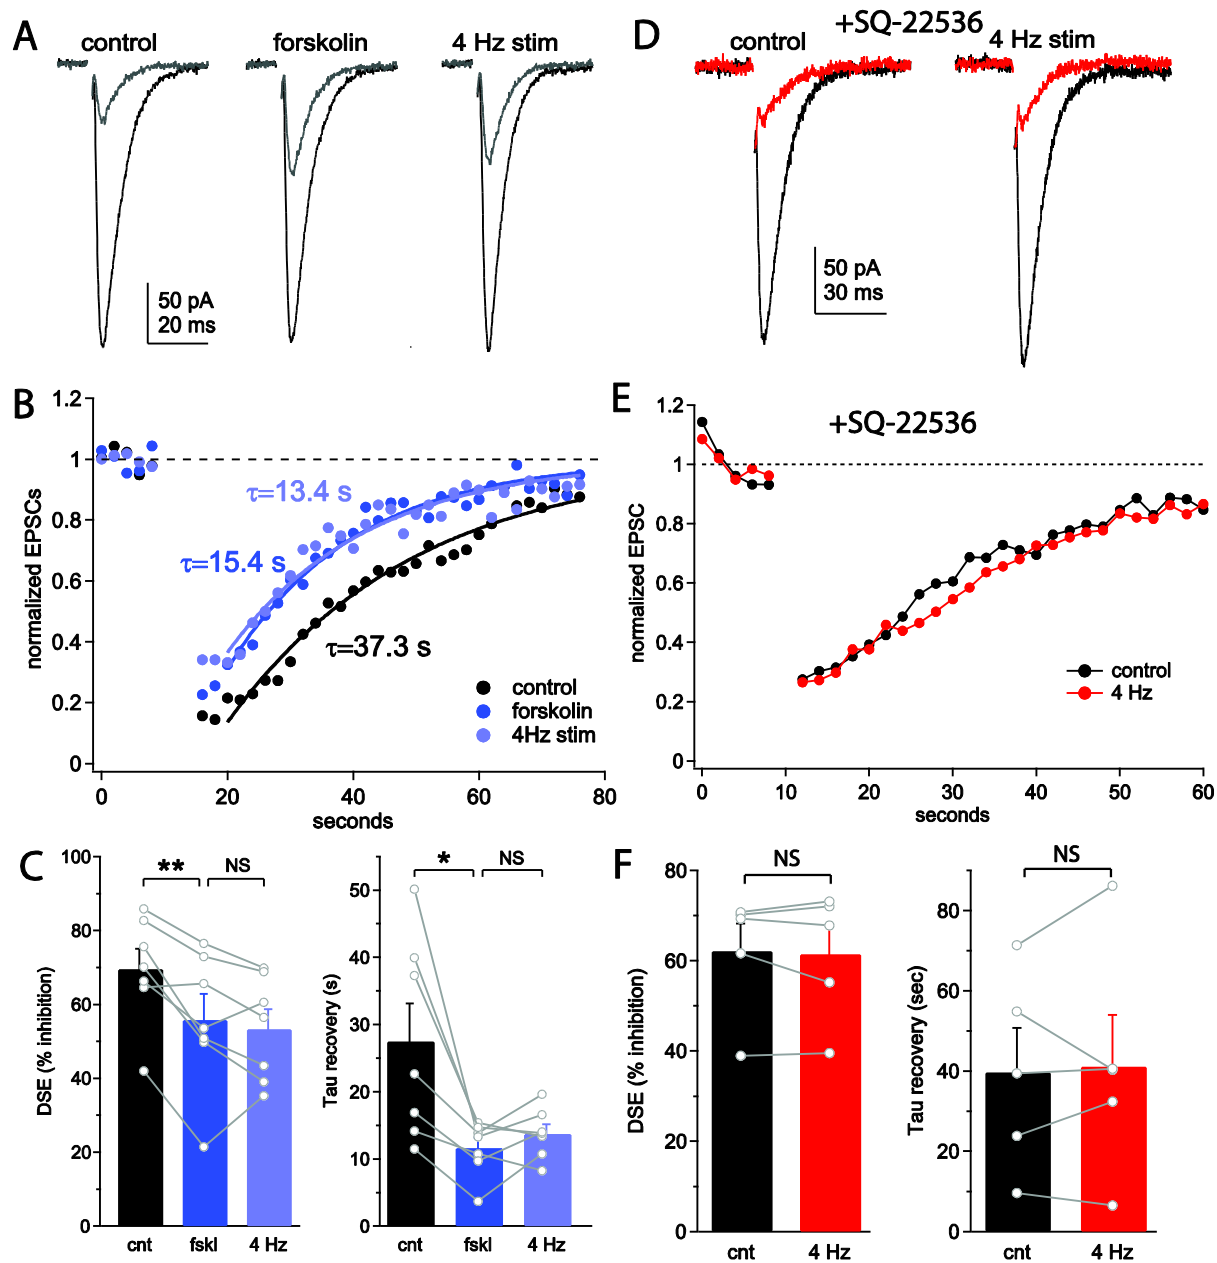 A
control
forskolin
4 Hz stim
50 pA
20 ms
D
+SQ-22536
control
4 Hz stim
50 pA
30 ms
B
1.2
1
0.8
0.6
0.4
0.2
0
normalized EPSCs
τ=13.4 s
τ=15.4 s
τ=37.3 s
control
forskolin
4Hz stim
0
20
40
60
80
seconds
E
+SQ-22536
1.2
1
0.8
0.6
0.4
0.2
0
normalized EPSC
control
4 Hz
0
10
20
30
40
50
60
seconds
C
100
80
60
40
20
0
DSE (% inhibition)
**
NS
cnt
fskl
4 Hz
50
40
30
20
10
0
Tau recovery (s)
*
NS
cnt
fskl
4 Hz
F
80
60
40
20
0
DSE (% inhibition)
NS
cnt
4 Hz
80
60
40
20
0
Tau recovery (sec)
NS
cnt
4 Hz